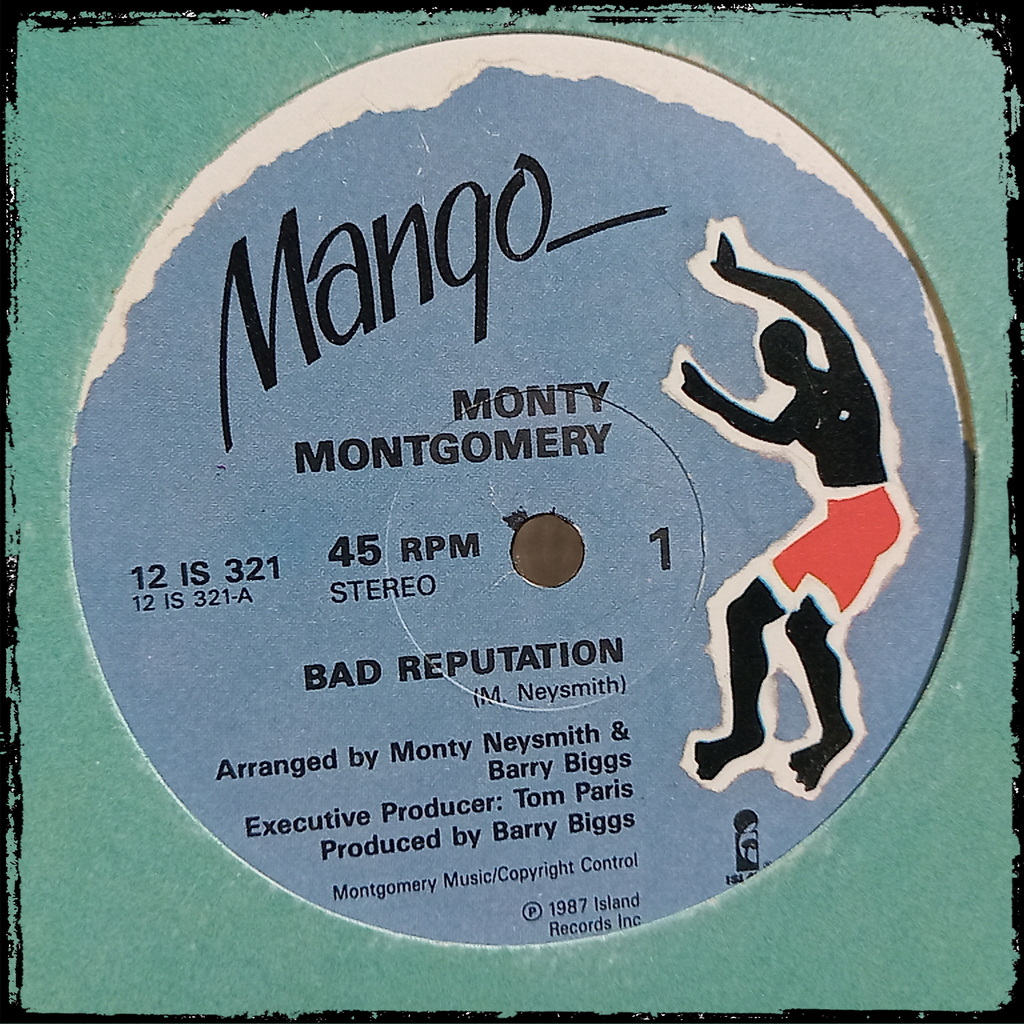 Mango
MONTY
MONTGOMERY
12 IS 321
12 IS 321-A
45 RPM
STEREO
1
BAD REPUTATION
(M. Neysmith)
Arranged by Monty Neysmith &
Barry Biggs
Executive Producer: Tom Paris
Produced by Barry Biggs
Montgomery Music/Copyright Control
℗ 1987 Island
Records Inc